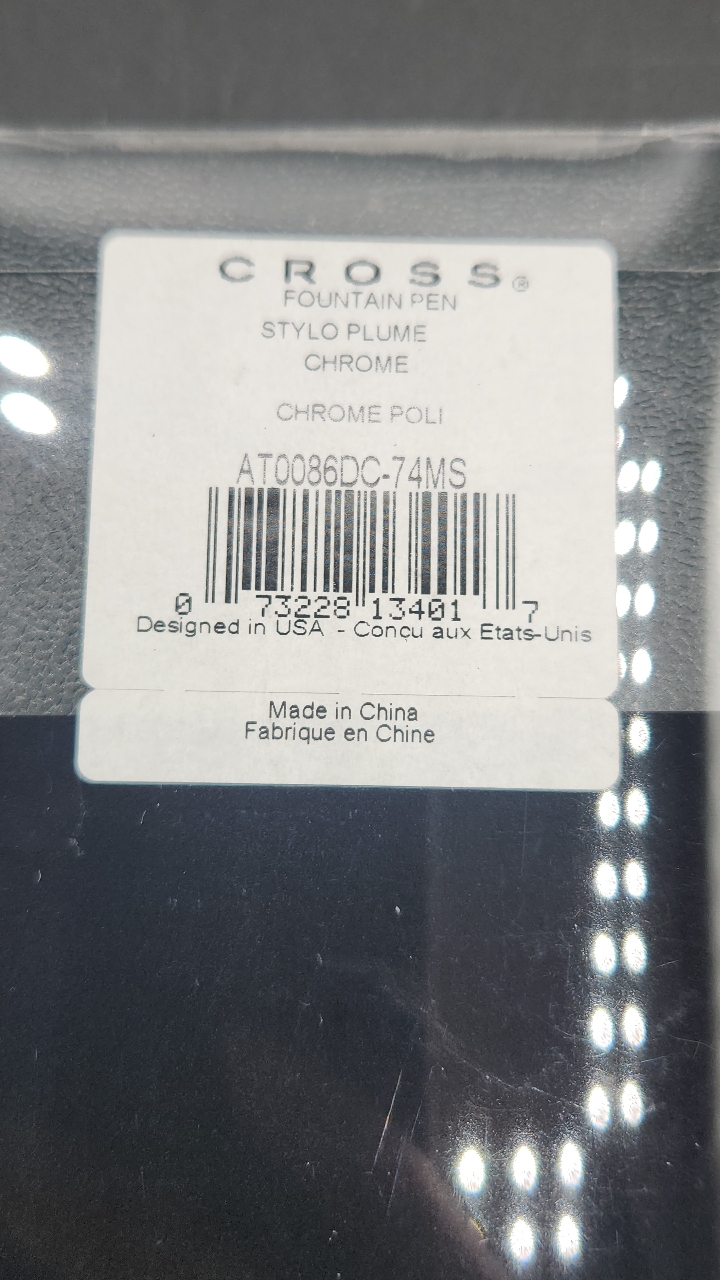 CROSS®
FOUNTAIN PEN
STYLO PLUME
CHROME
CHROME POLI
AT0086DC-74MS
0 73228 13401 7
Designed in USA - Conçu aux Etats-Unis
Made in China
Fabrique en Chine